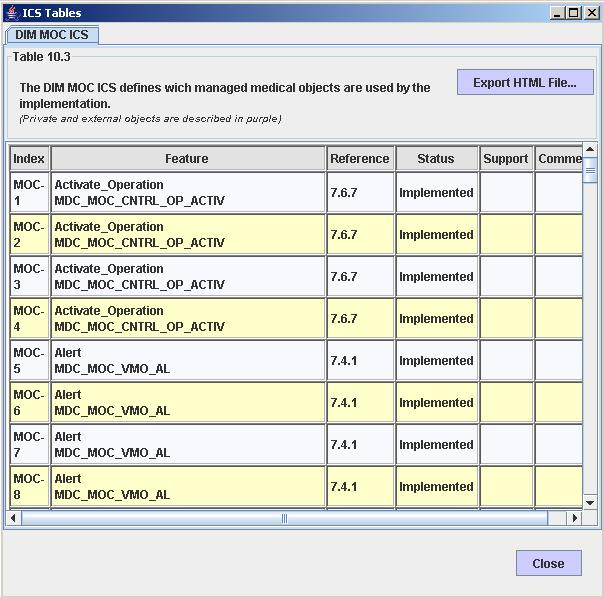 ICS Tables
DIM MOC ICS
Table 10.3
The DIM MOC ICS defines wich managed medical objects are used by the
implementation.
(Private and external objects are described in purple)
Export HTML File...
Index Feature Reference Status Support Comme
MOC-
1
Activate_Operation
MDC_MOC_CNTRL_OP_ACTIV
7.6.7
Implemented
MOC-
2
Activate_Operation
MDC_MOC_CNTRL_OP_ACTIV
7.6.7
Implemented
MOC-
3
Activate_Operation
MDC_MOC_CNTRL_OP_ACTIV
7.6.7
Implemented
MOC-
4
Activate_Operation
MDC_MOC_CNTRL_OP_ACTIV
7.6.7
Implemented
MOC-
5
Alert
MDC_MOC_VMO_AL
7.4.1
Implemented
MOC-
6
Alert
MDC_MOC_VMO_AL
7.4.1
Implemented
MOC-
7
Alert
MDC_MOC_VMO_AL
7.4.1
Implemented
MOC-
8
Alert
MDC_MOC_VMO_AL
7.4.1
Implemented
Close